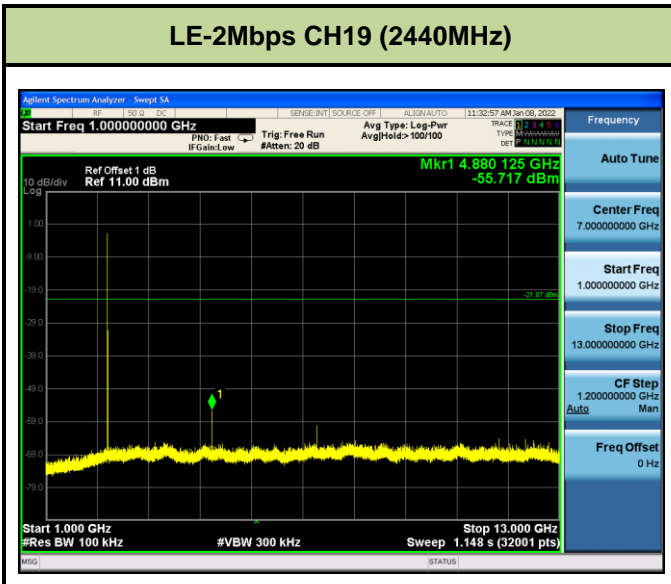 LE-2Mbps CH19 (2440MHz)
Agilent Spectrum Analyzer - Swept SA
RF 50 Ω DC SENSE:INT SOURCE OFF ALIGNAUTO 11:32:57 AM Jan 08, 2022
Start Freq 1.000000000 GHz
PNO: Fast
IFGain:Low
Trig: Free Run
#Atten: 20 dB
Avg Type: Log-Pwr
Avg|Hold:> 100/100
TRACE 1 2 3 4 5 6
TYPE
DET P N N N N N
Mkr1 4.880 125 GHz
-55.717 dBm
Ref Offset 1 dB
10 dB/div Ref 11.00 dBm
Log
1.00
-9.00
-19.0
-21.87 dBm
-29.0
-39.0
-49.0
1
-59.0
-69.0
-79.0
Start 1.000 GHz Stop 13.000 GHz
#Res BW 100 kHz #VBW 300 kHz Sweep 1.148 s (32001 pts)
MSG STATUS
Frequency
Auto Tune
Center Freq
7.000000000 GHz
Start Freq
1.000000000 GHz
Stop Freq
13.000000000 GHz
CF Step
1.200000000 GHz
Auto Man
Freq Offset
0 Hz